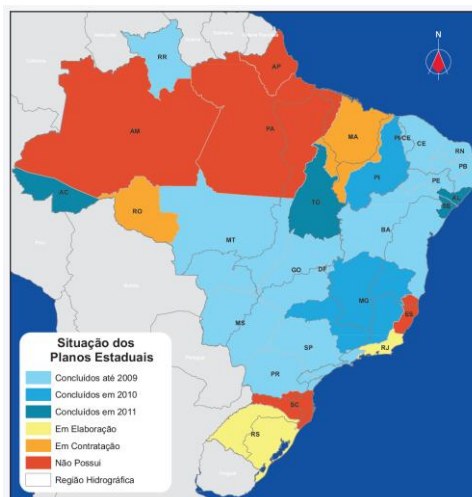 N
RR
AP
AM
PA
MA
CE
RN
PB
PI
PE
AC
TO
AL
SE
RO
BA
MT
GO
DF
MG
MS
ES
SP
RJ
PR
SC
RS
Situação dos
Planos Estaduais
Concluídos até 2009
Concluídos em 2010
Concluídos em 2011
Em Elaboração
Em Contratação
Não Possui
Região Hidrográfica